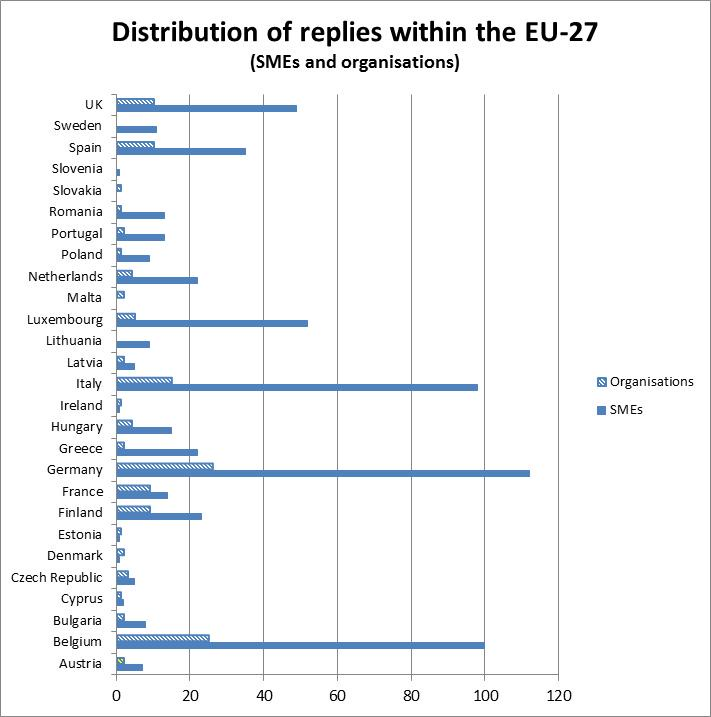 Distribution of replies within the EU-27
(SMEs and organisations)
UK
Sweden
Spain
Slovenia
Slovakia
Romania
Portugal
Poland
Netherlands
Malta
Luxembourg
Lithuania
Latvia
Italy
Ireland
Hungary
Greece
Germany
France
Finland
Estonia
Denmark
Czech Republic
Cyprus
Bulgaria
Belgium
Austria
0 20 40 60 80 100 120
Organisations
SMEs